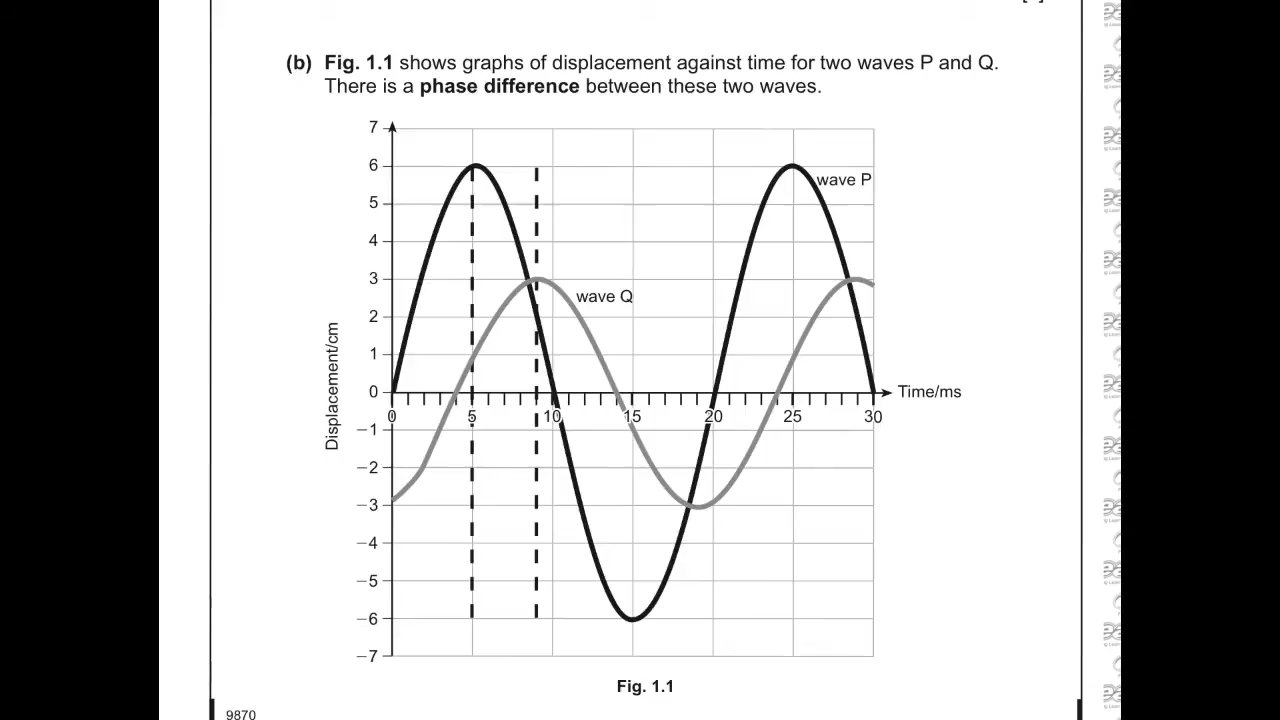 (b) Fig. 1.1 shows graphs of displacement against time for two waves P and Q.
There is a phase difference between these two waves.
7
6
wave P
5
4
3
wave Q
2
1
0
Time/ms
0 5 10 15 20 25 30
−1
−2
−3
−4
−5
−6
−7
Displacement/cm
Fig. 1.1
9870